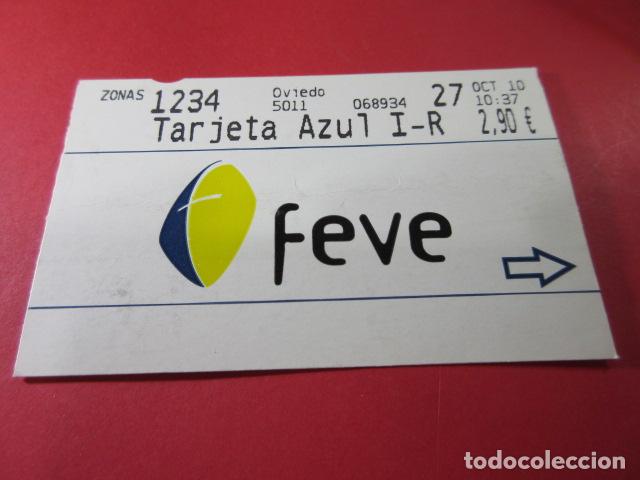 ZONAS 1234 Oviedo 5011 068934 27 OCT 10 10:37
Tarjeta Azul I-R 2,90 €
feve
todocoleccion